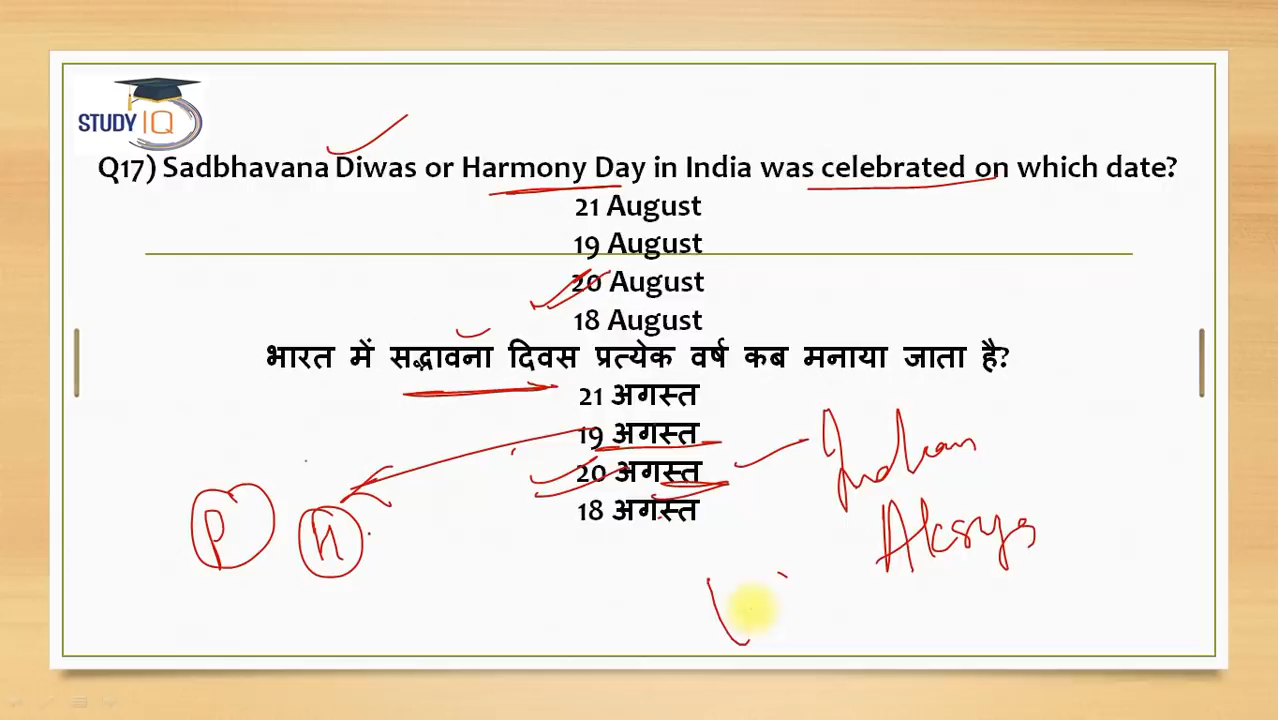 STUDY IQ
Q17) Sadbhavana Diwas or Harmony Day in India was celebrated on which date?
21 August
19 August
20 August
18 August
भारत में सद्भावना दिवस प्रत्येक वर्ष कब मनाया जाता है?
21 अगस्त
19 अगस्त
20 अगस्त
18 अगस्त
Indian
P